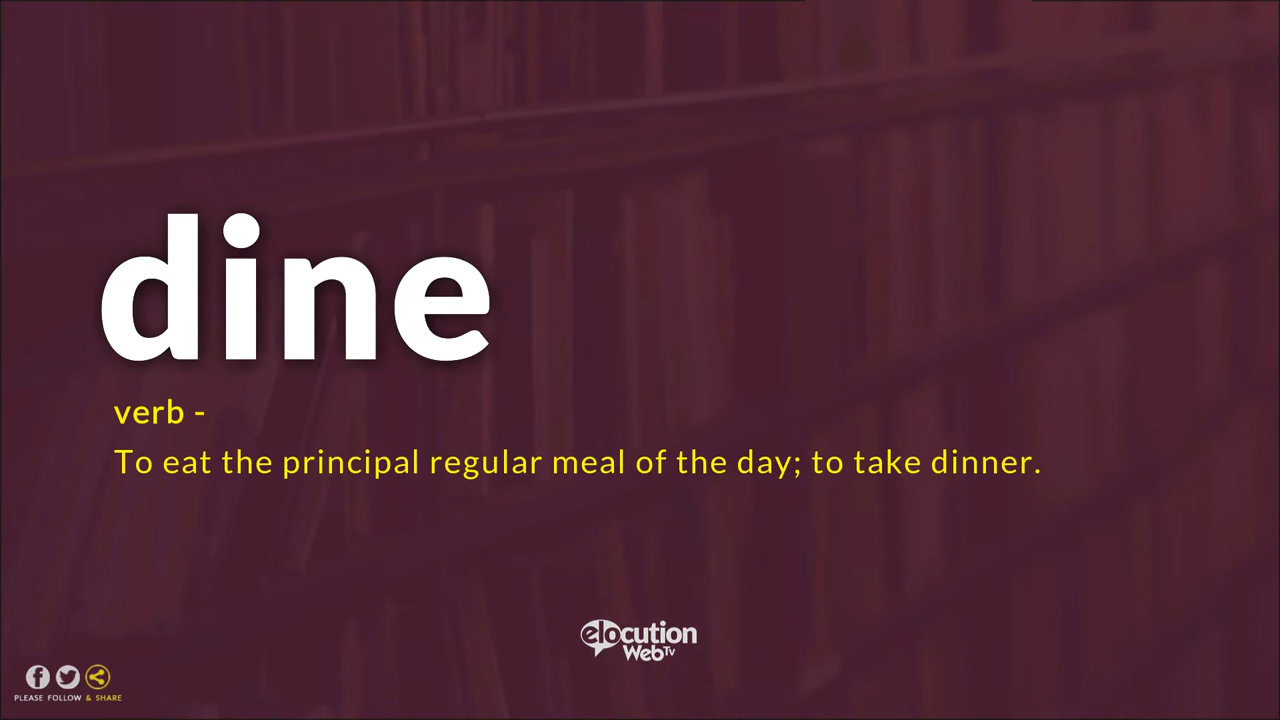 dine
verb -
To eat the principal regular meal of the day; to take dinner.
elocution
WebTv
PLEASE FOLLOW & SHARE